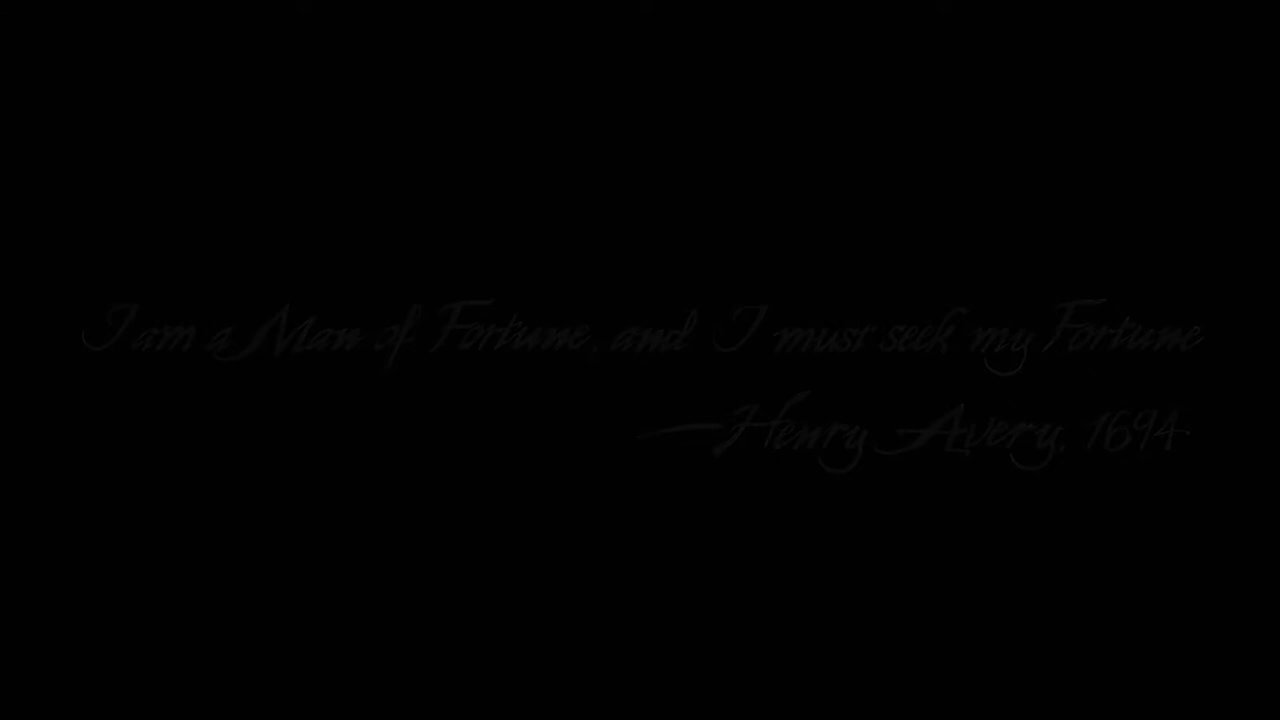 I am a Man of Fortune, and I must seek my Fortune
—Henry Avery, 1694